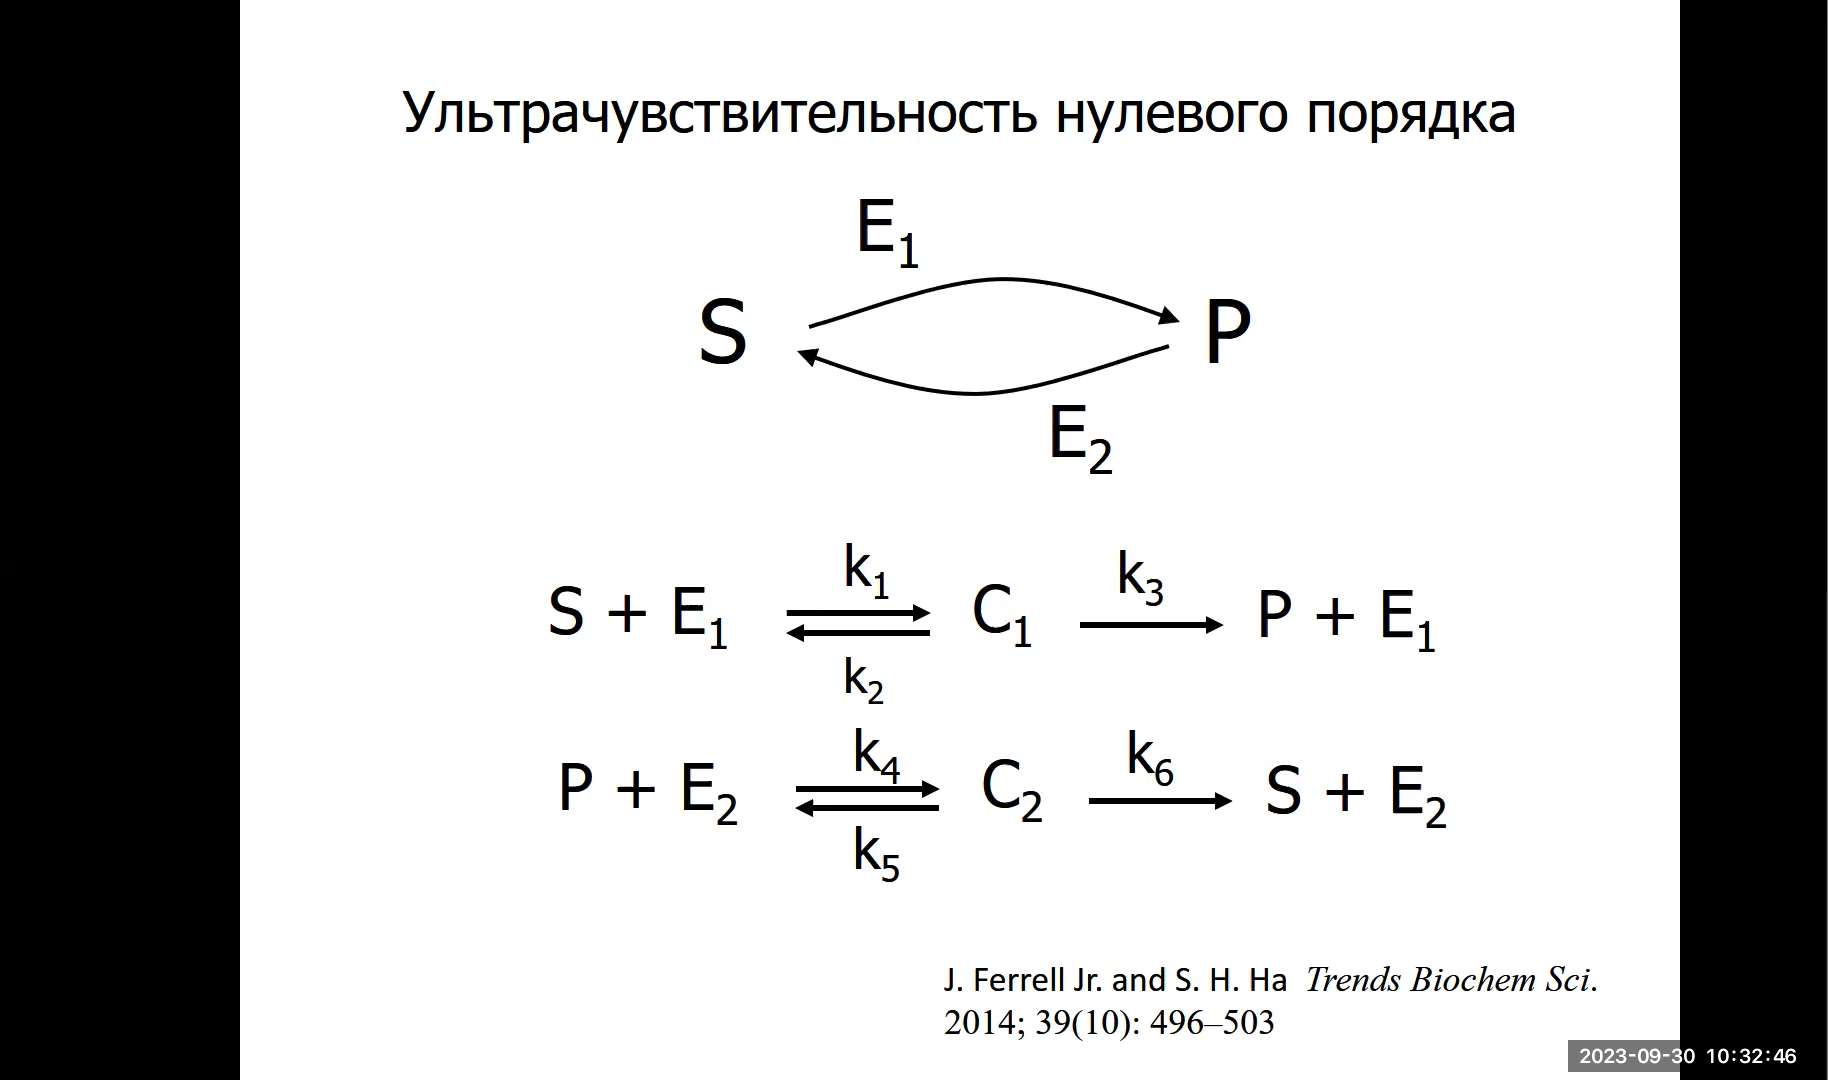 Ультрачувствительность нулевого порядка
E₁
S P
E₂
k₁ k₃
S + E₁ C₁ P + E₁
k₂
k₄ k₆
P + E₂ C₂ S + E₂
k₅
J. Ferrell Jr. and S. H. Ha Trends Biochem Sci.
2014; 39(10): 496–503
2023-09-30 10:32:46